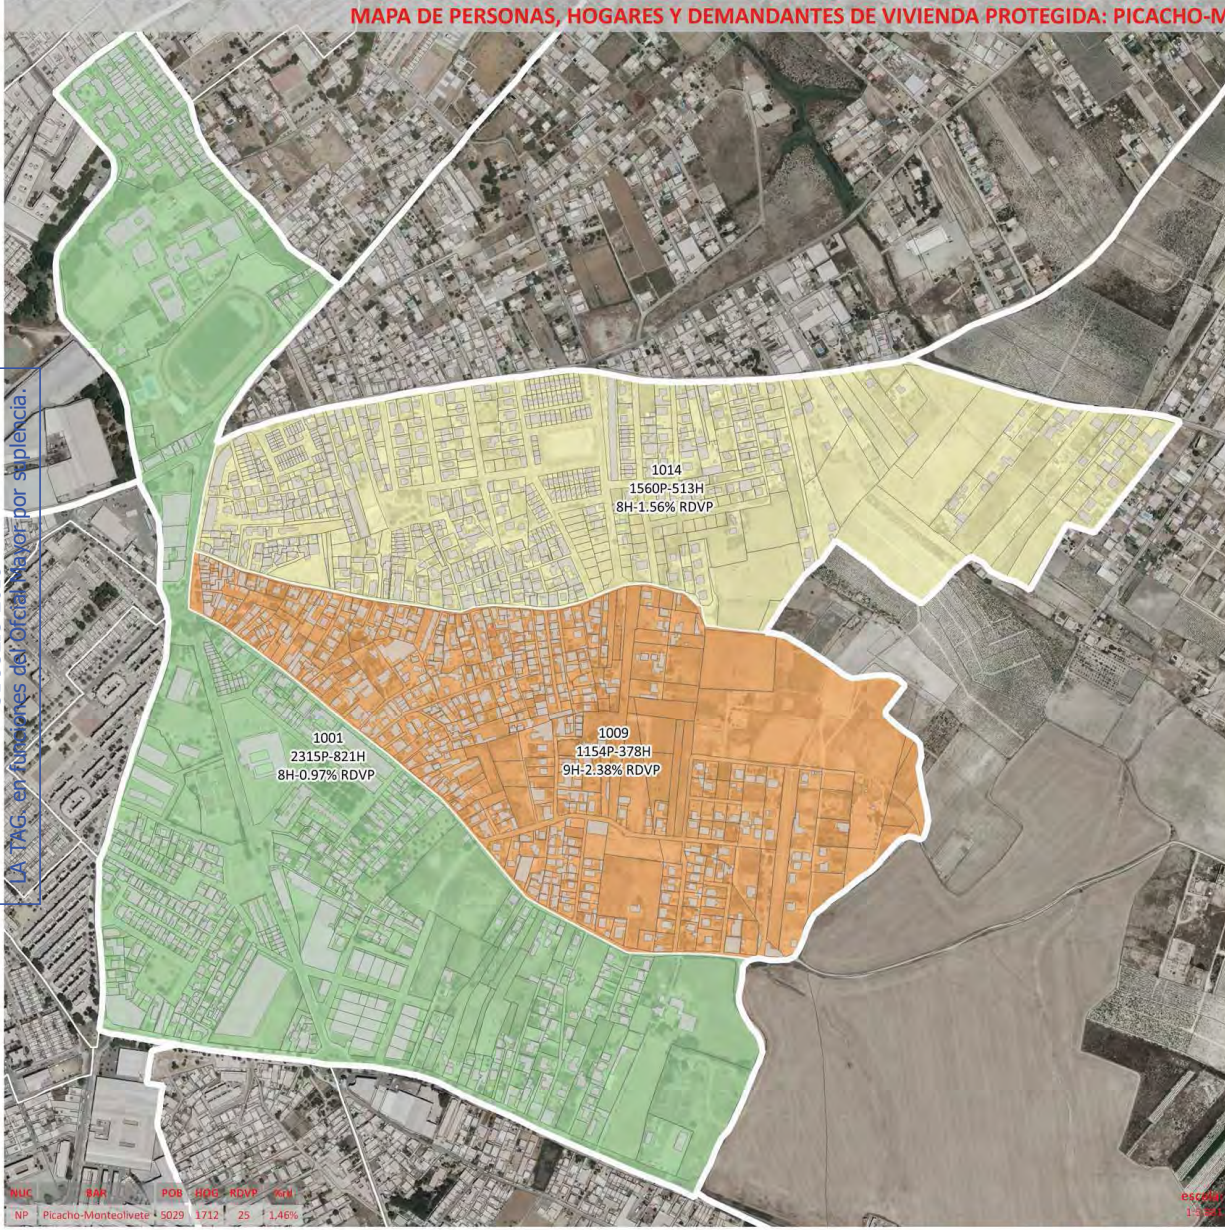 MAPA DE PERSONAS, HOGARES Y DEMANDANTES DE VIVIENDA PROTEGIDA: PICACHO-M
LA TAG. en funciones del Oficial Mayor por suplencia.
1014
1560P-513H
8H-1.56% RDVP
1009
1154P-378H
9H-2.38% RDVP
1001
2315P-821H
8H-0.97% RDVP
NUC BAR POB HOG RDVP %rd
NP Picacho-Monteolivete 5029 1712 25 1,46%
escala